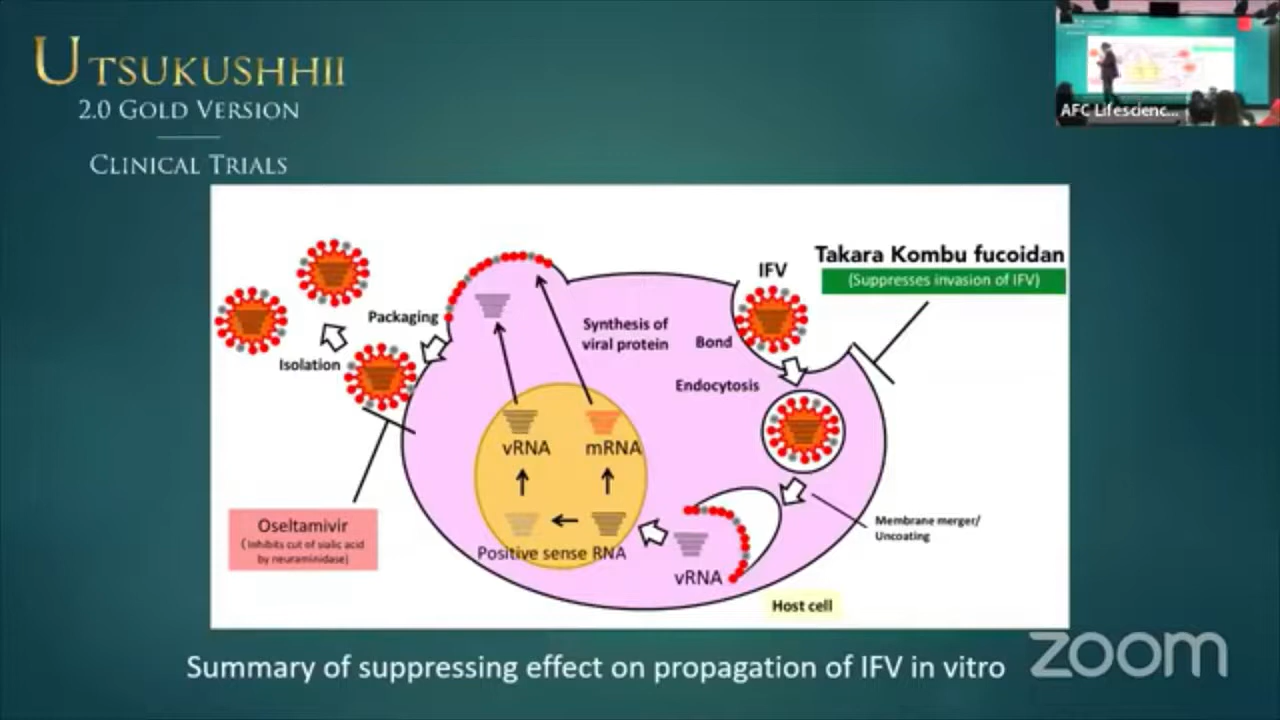 UTSUKUSHHII
2.0 GOLD VERSION
CLINICAL TRIALS
AFC Lifescienc...
Takara Kombu fucoidan
(Suppresses invasion of IFV)
IFV
Packaging
Synthesis of
viral protein
Bond
Isolation
Endocytosis
vRNA
mRNA
Oseltamivir
(Inhibits cut of sialic acid
by neuraminidase)
Positive sense RNA
vRNA
Membrane merger/
Uncoating
Host cell
Summary of suppressing effect on propagation of IFV in vitro
zoom